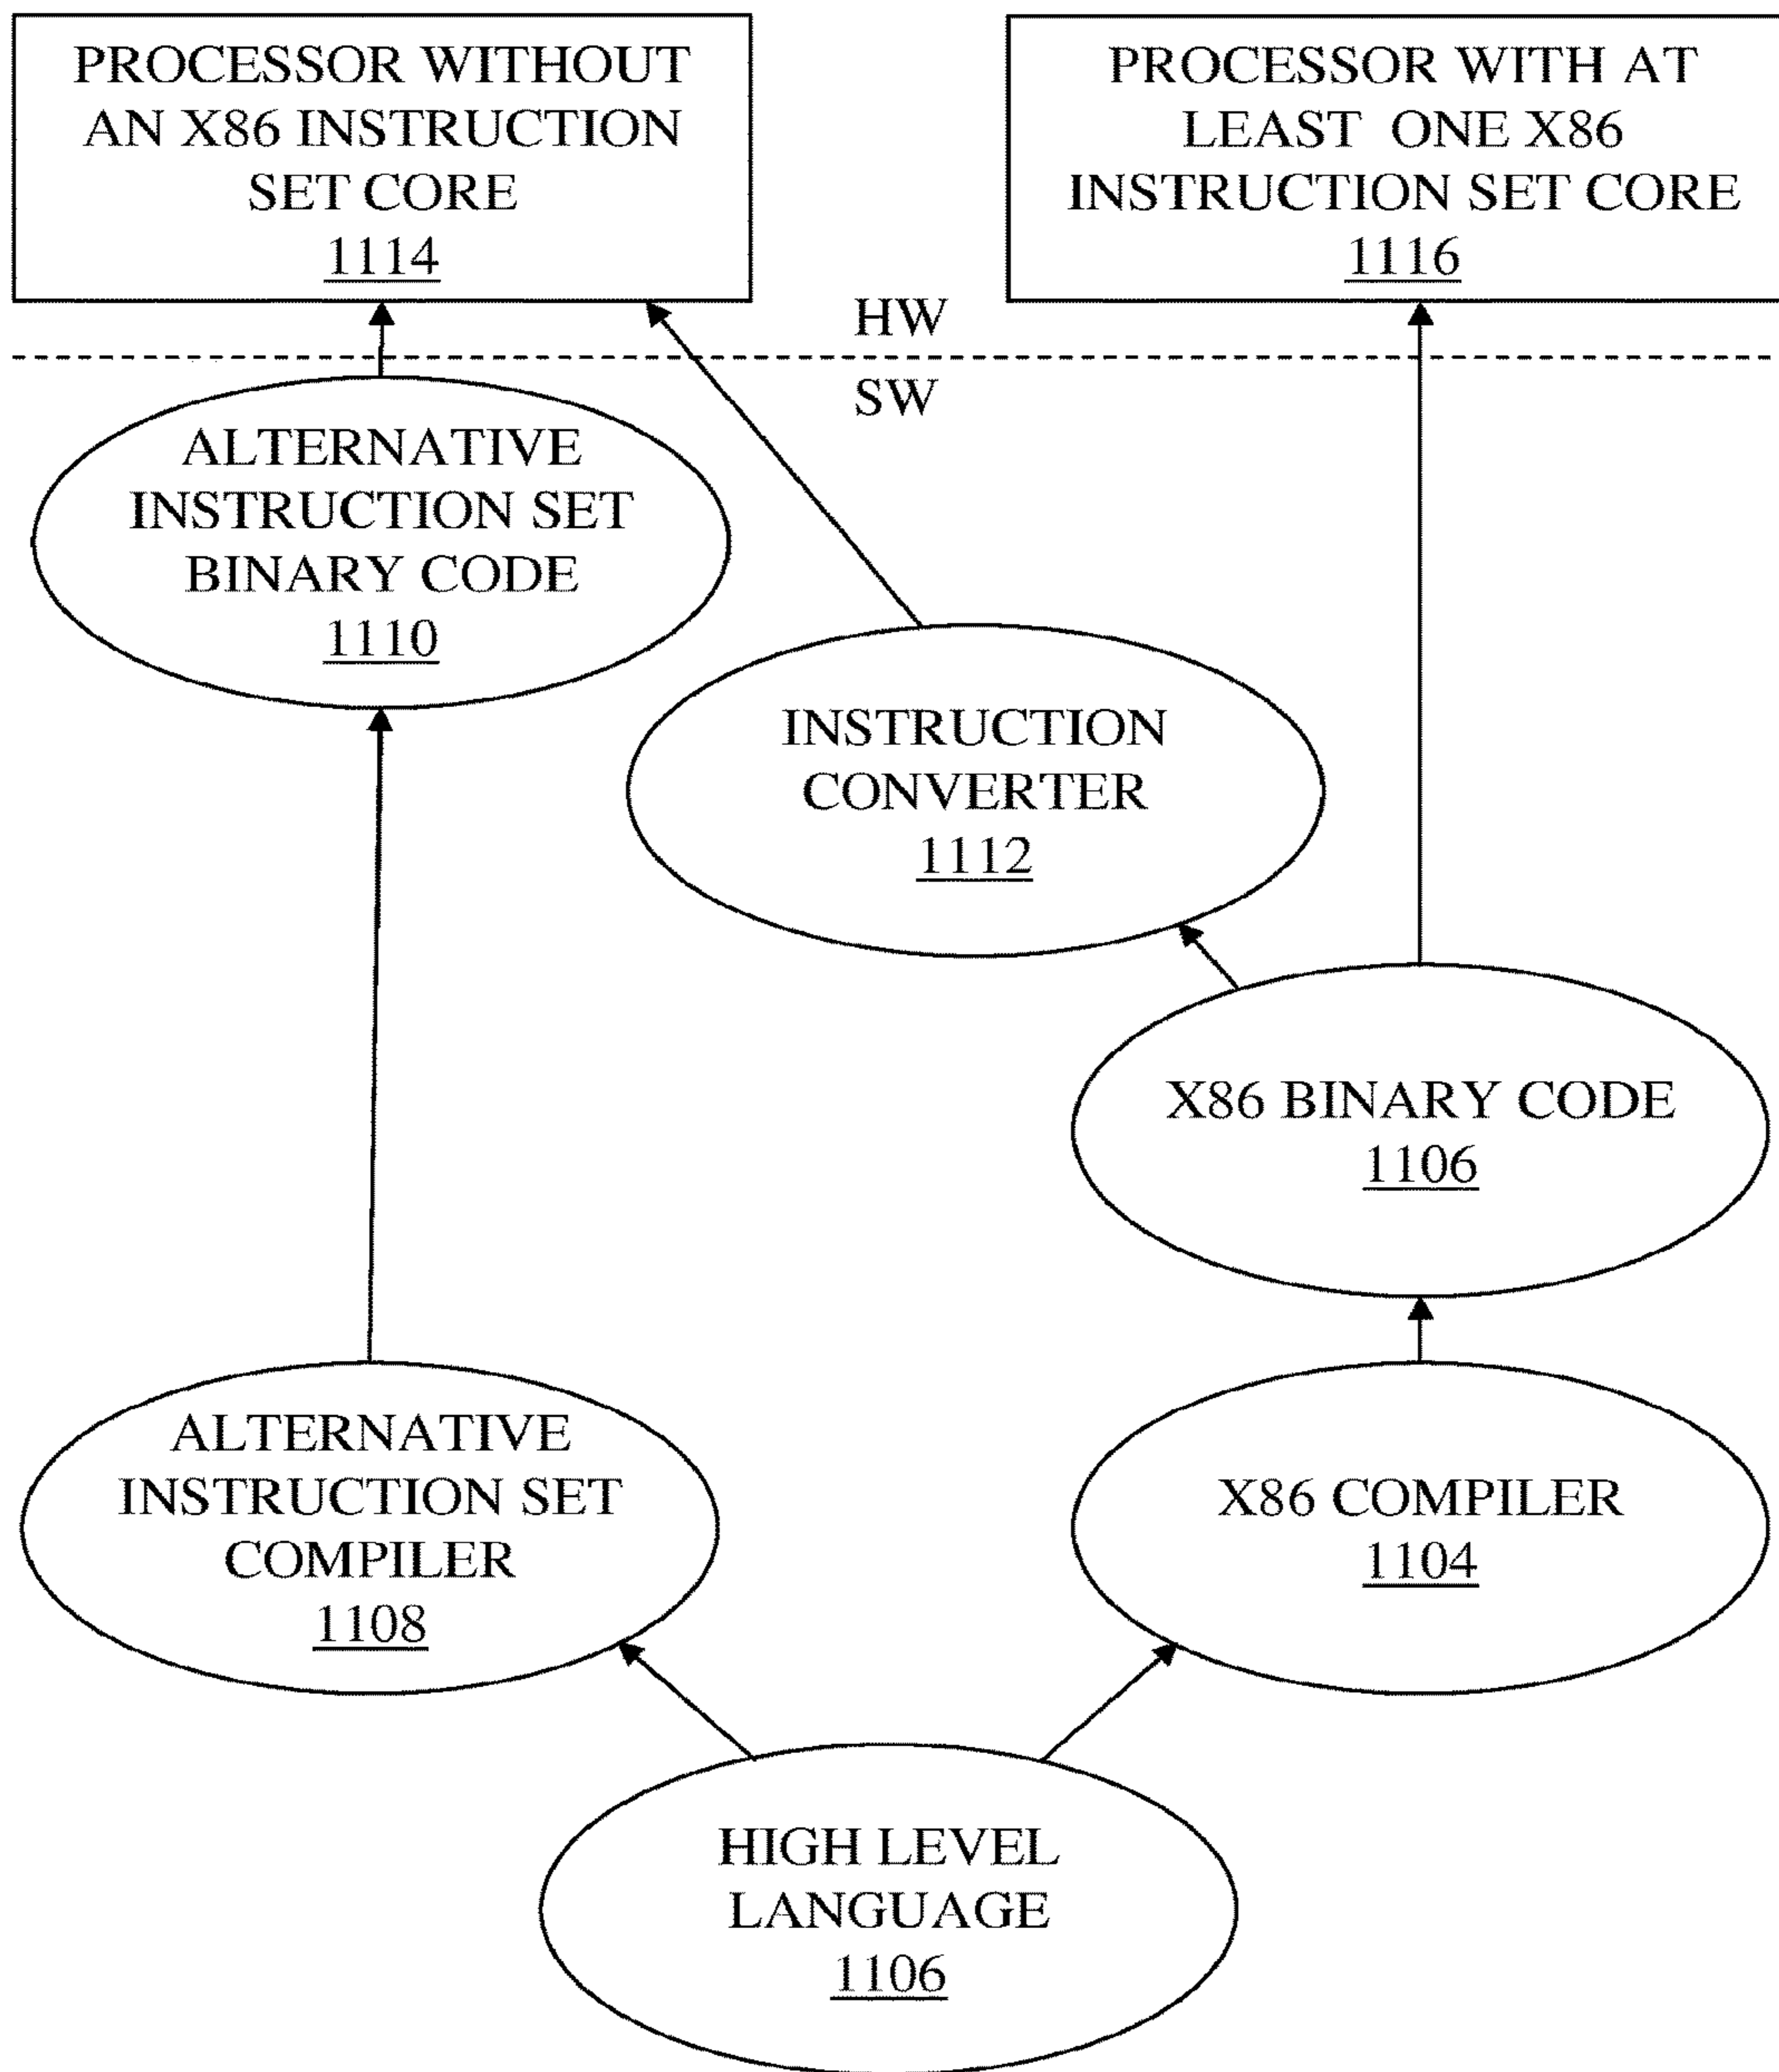 PROCESSOR WITHOUT
AN X86 INSTRUCTION
SET CORE
1114
PROCESSOR WITH AT
LEAST ONE X86
INSTRUCTION SET CORE
1116
HW
SW
ALTERNATIVE
INSTRUCTION SET
BINARY CODE
1110
INSTRUCTION
CONVERTER
1112
X86 BINARY CODE
1106
ALTERNATIVE
INSTRUCTION SET
COMPILER
1108
X86 COMPILER
1104
HIGH LEVEL
LANGUAGE
1106